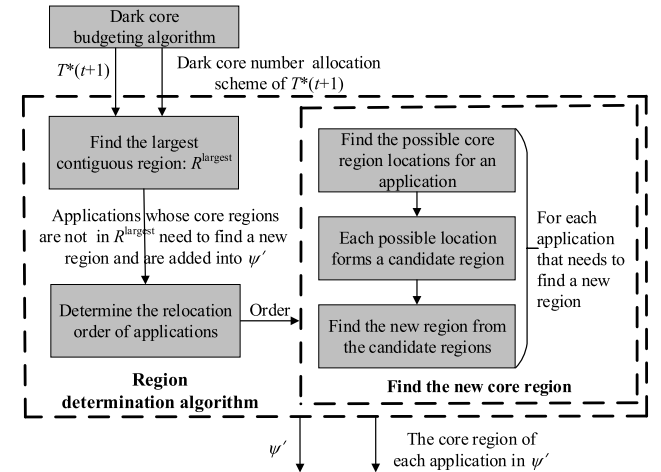 Dark core
budgeting algorithm
T*(t+1)
Dark core number allocation
scheme of T*(t+1)
Find the largest
contiguous region: R^largest
Applications whose core regions
are not in R^largest need to find a new
region and are added into ψ′
Determine the relocation
order of applications
Order
Region
determination algorithm
Find the possible core
region locations for an
application
Each possible location
forms a candidate region
Find the new region from
the candidate regions
For each
application
that needs to
find a new
region
Find the new core region
ψ′
The core region of
each application in ψ′